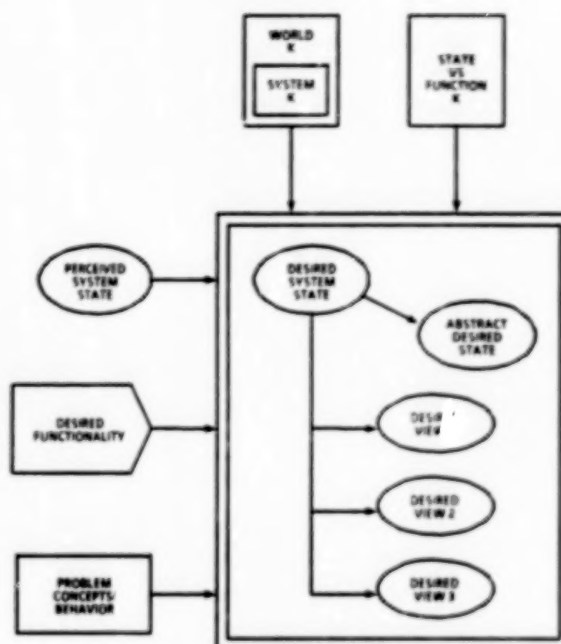 WORLD
K
SYSTEM
K
STATE
VS
FUNCTION
K
PERCEIVED
SYSTEM
STATE
DESIRED
SYSTEM
STATE
ABSTRACT
DESIRED
STATE
DESIRED
FUNCTIONALITY
VIEW
DESIRED
VIEW 2
PROBLEM
CONCEPTS/
BEHAVIOR
DESIRED
VIEW 3